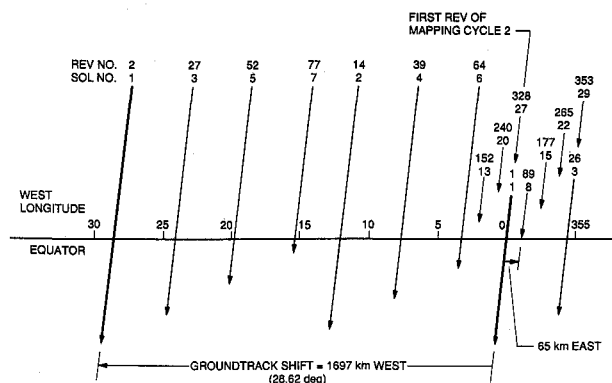 FIRST REV OF
MAPPING CYCLE 2
REV NO. 2 27 52 77 14 39 64
SOL NO. 1 3 5 7 2 4 6
353
29
328
27
265
22
240
20
177
15
152
13
26
3
1 89
1 8
WEST
LONGITUDE
30 25 20 15 10 5 0 355
EQUATOR
65 km EAST
GROUNDTRACK SHIFT = 1697 km WEST
(28.62 deg)